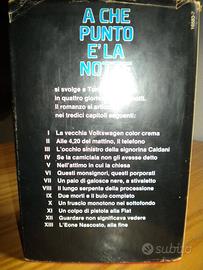 A CHE
PUNTO
E' LA
NOTTE
si svolge a
in quattro giorni
Il romanzo si
nei tredici capitoli seguenti:
I La vecchia Volkswagen color crema
II Alle 4,20 del mattino, il telefono
III L'occhio sinistro della signorina Caldani
IV Se la camiciala non gli avesse detto
V Nell'attimo in cui la chiesa
VI Questi monsignori, questi porporati
VII Un paio di galosce nere, a stivaletto
VIII Il lungo serpente della processione
IX Due morti e il buio completo
X Un fruscio monotono nel sottofondo
XI Un colpo di pistola alla Fiat
XII Guardare non significava vedere
XIII L'Eone Nascosto, alla fine
subito